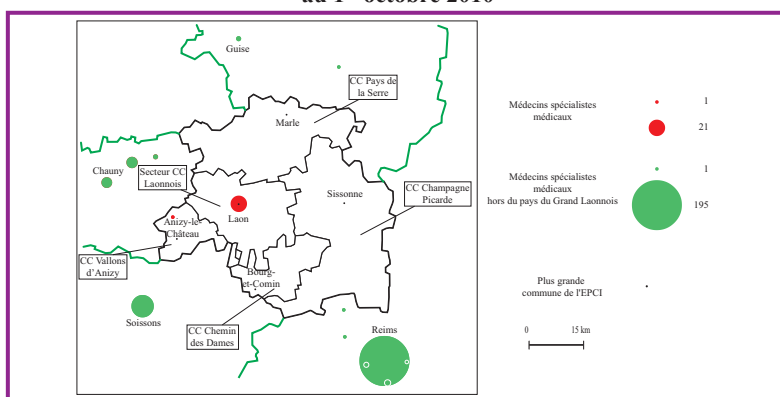 au 1er octobre 2010
Guise
CC Pays de
la Serre
Marle
Chauny
Secteur CC
Laonnois
Sissonne
CC Champagne
Picarde
Laon
Anizy-le-
Château
CC Vallons
d'Anizy
Bourg-
et-Comin
Soissons
CC Chemin
des Dames
Reims
Médecins spécialistes
médicaux
1
21
Médecins spécialistes
médicaux
hors du pays du Grand Laonnois
1
195
Plus grande
commune de l'EPCI
0 15 km